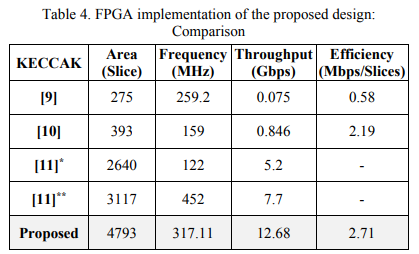 Table 4. FPGA implementation of the proposed design:
Comparison
KECCAK Area (Slice) Frequency (MHz) Throughput (Gbps) Efficiency (Mbps/Slices)
[9] 275 259.2 0.075 0.58
[10] 393 159 0.846 2.19
[11]* 2640 122 5.2 -
[11]** 3117 452 7.7 -
Proposed 4793 317.11 12.68 2.71